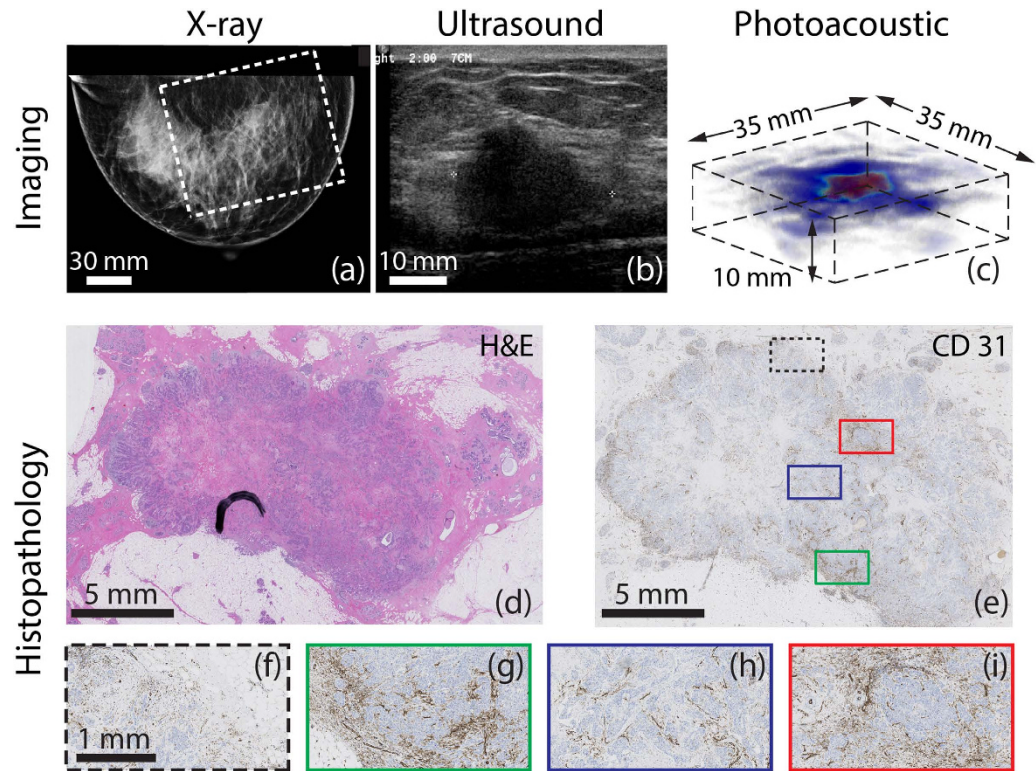 X-ray
Ultrasound
Photoacoustic
Imaging
30 mm
(a)
ght 2:00 7CM
10 mm
(b)
35 mm
35 mm
10 mm
(c)
Histopathology
H&E
5 mm
(d)
CD 31
5 mm
(e)
(f)
1 mm
(g)
(h)
(i)